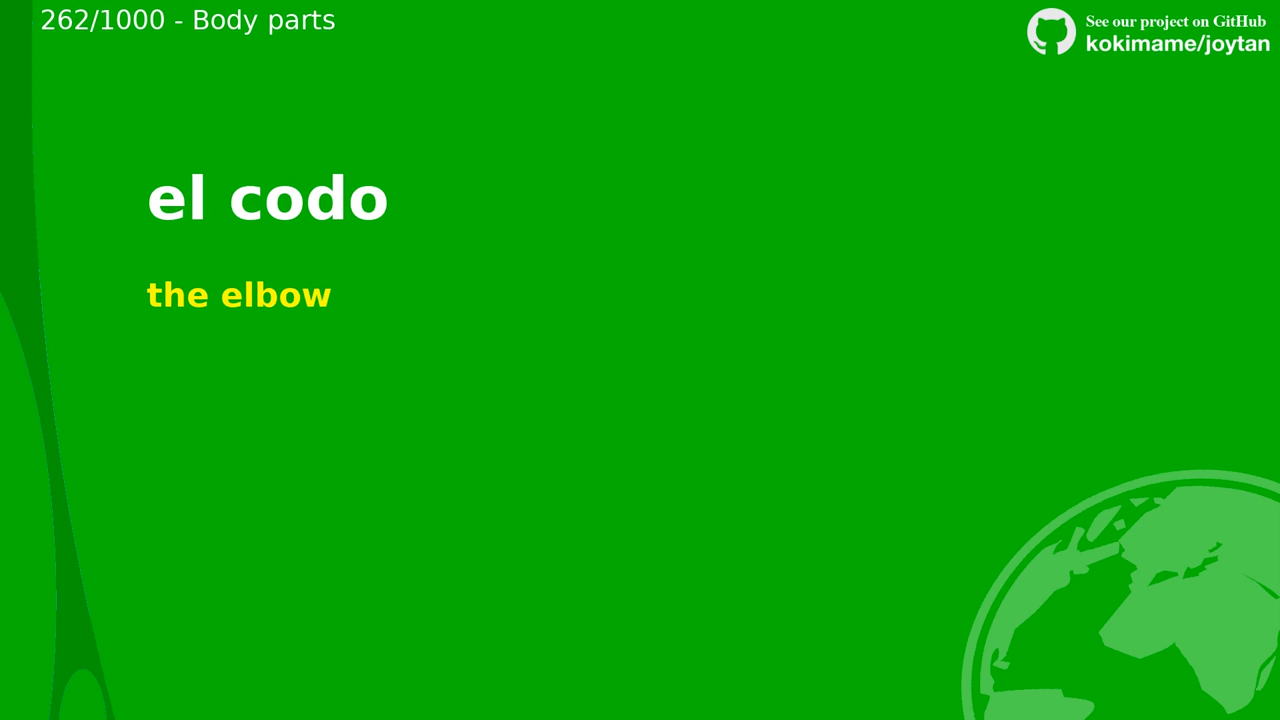 262/1000 - Body parts
See our project on GitHub
kokimame/joytan
el codo
the elbow